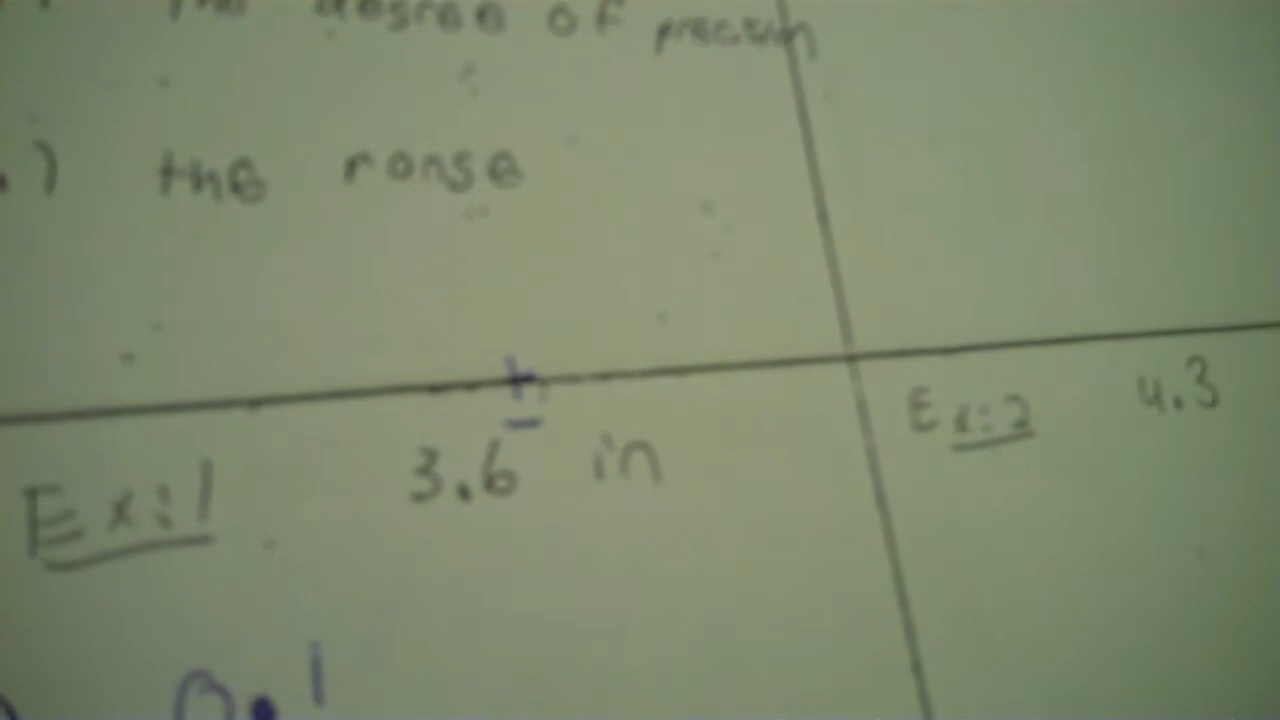 the degree of precision
) the range
Ex:1 3.6 in
Ex:2 4.3
0.1